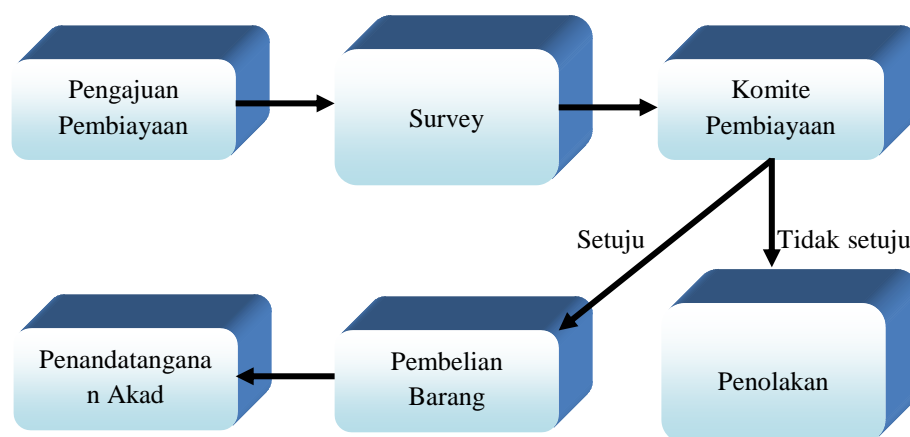 Pengajuan
Pembiayaan
Survey
Komite
Pembiayaan
Setuju
Tidak setuju
Penandatangana
n Akad
Pembelian
Barang
Penolakan